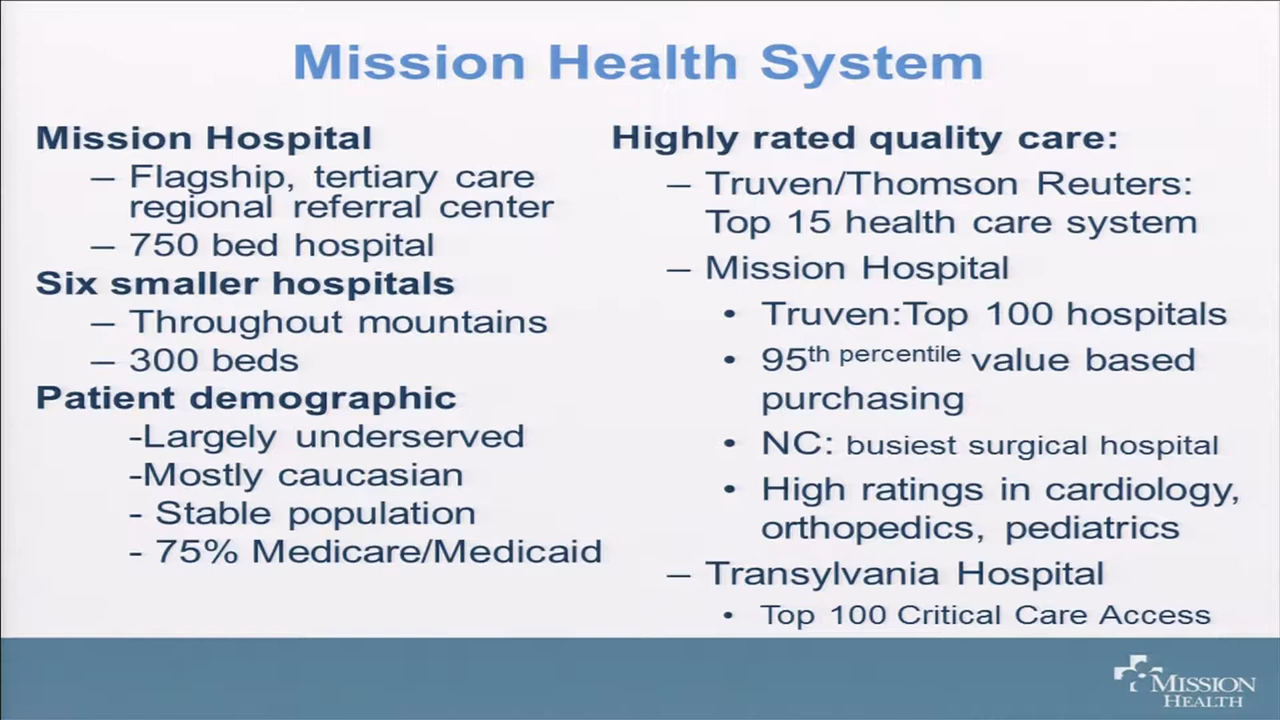 Mission Health System
Mission Hospital
– Flagship, tertiary care
regional referral center
– 750 bed hospital
Six smaller hospitals
– Throughout mountains
– 300 beds
Patient demographic
-Largely underserved
-Mostly caucasian
- Stable population
- 75% Medicare/Medicaid
Highly rated quality care:
– Truven/Thomson Reuters:
Top 15 health care system
– Mission Hospital
• Truven:Top 100 hospitals
• 95th percentile value based
purchasing
• NC: busiest surgical hospital
• High ratings in cardiology,
orthopedics, pediatrics
– Transylvania Hospital
• Top 100 Critical Care Access
MISSION
HEALTH